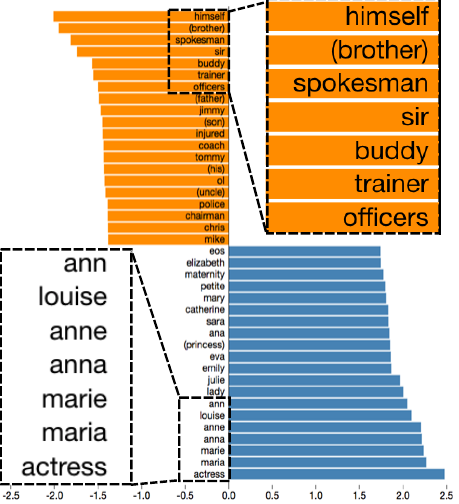 himself
(brother)
spokesman
sir
buddy
trainer
officers
(father)
jimmy
(son)
injured
coach
tommy
(his)
ol
(uncle)
police
chairman
chris
mike
himself
(brother)
spokesman
sir
buddy
trainer
officers
eos
elizabeth
maternity
petite
mary
catherine
sara
ana
(princess)
eva
emily
julie
lady
ann
louise
anne
anna
marie
maria
actress
ann
louise
anne
anna
marie
maria
actress
-2.5 -2.0 -1.5 -1.0 -0.5 0.0 0.5 1.0 1.5 2.0 2.5